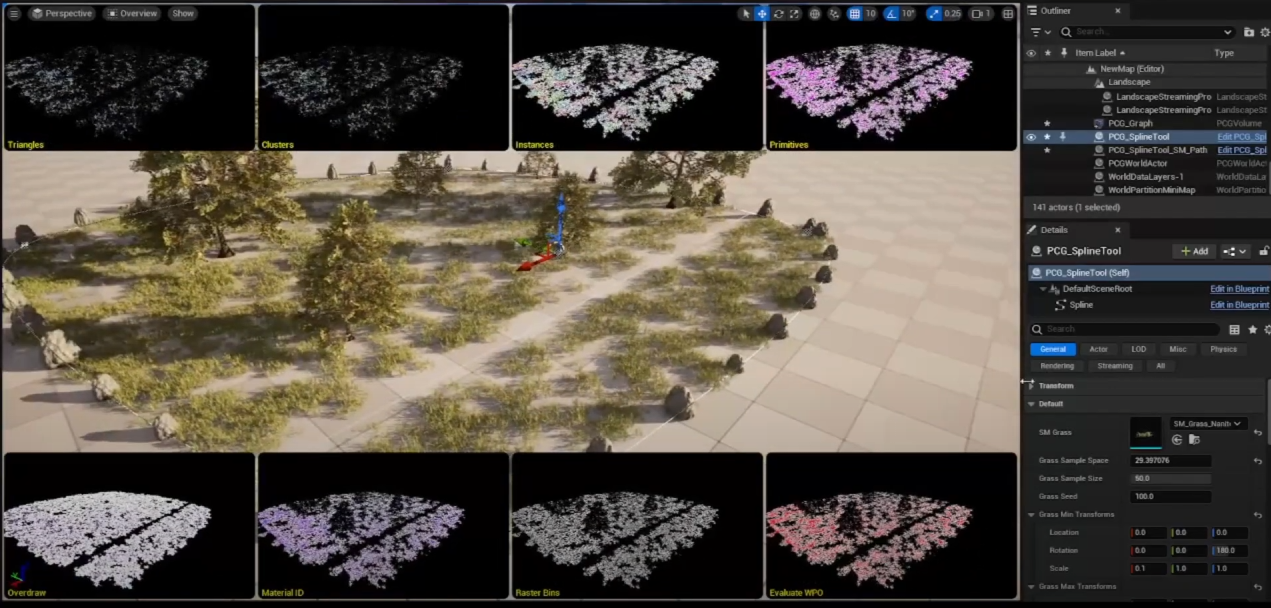 Perspective Overview Show
10 10° 0.25 1
Triangles Clusters Instances Primitives
Overdraw Material ID Raster Bins Evaluate WPO
Outliner
Search...
Item Label Type
NewMap (Editor)
Landscape
LandscapeStreamingPro LandscapeSt
LandscapeStreamingPro LandscapeSt
PCG_Graph PCGVolume
PCG_SplineTool Edit PCG_Spl
PCG_SplineTool_SM_Path Edit PCG_Spl
PCGWorldActor PCGWorldAc
WorldDataLayers-1 WorldDataLa
WorldPartitionMiniMap WorldPartitio
141 actors (1 selected)
Details
PCG_SplineTool + Add
PCG_SplineTool (Self)
DefaultSceneRoot Edit in Blueprint
Spline Edit in Blueprint
Search
General Actor LOD Misc Physics
Rendering Streaming All
Transform
Default
SM Grass SM_Grass_Nanit
Grass Sample Space 29.397076
Grass Sample Size 50.0
Grass Seed 100.0
Grass Min Transforms
Location 0.0 0.0 0.0
Rotation 0.0 0.0 180.0
Scale 0.1 1.0 1.0
Grass Max Transforms